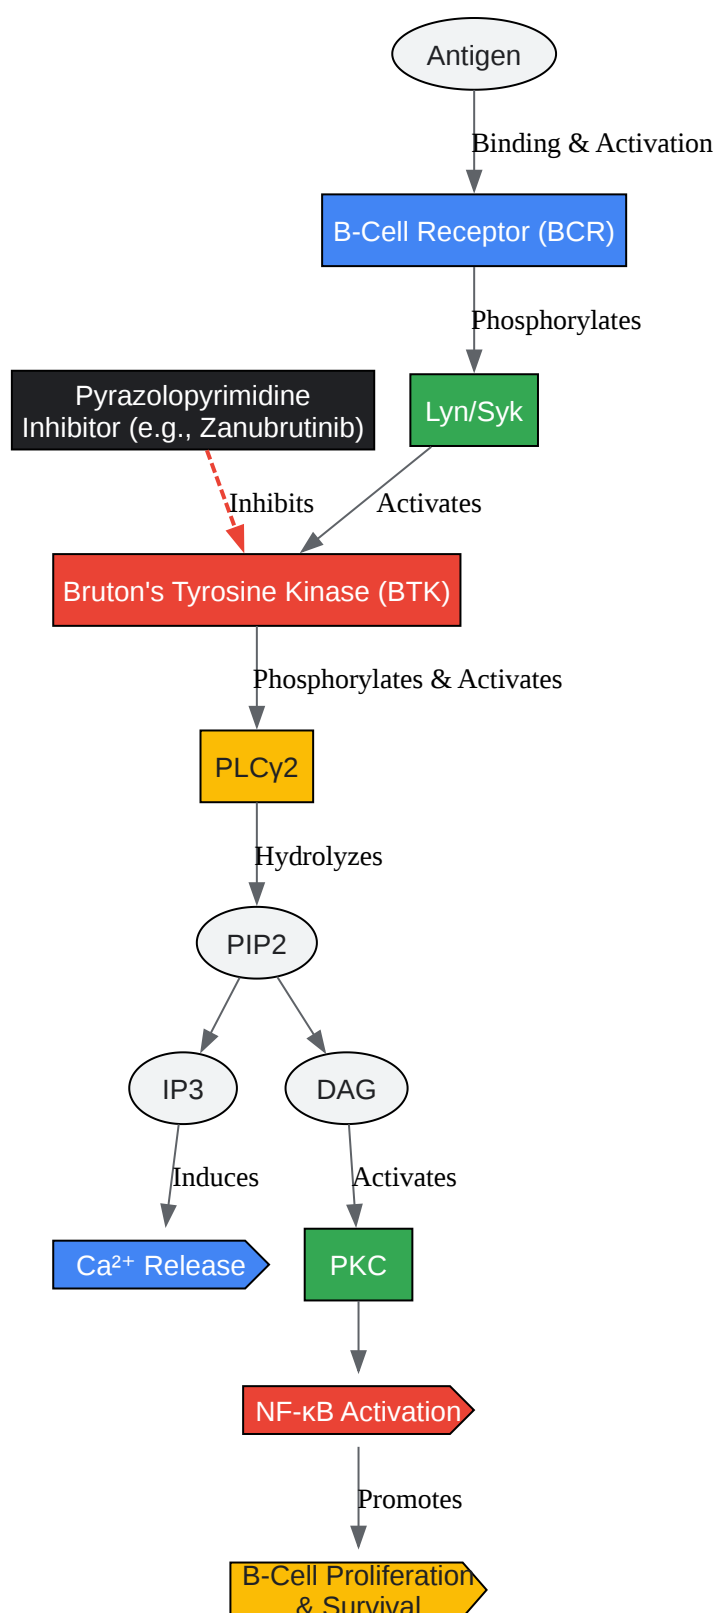 Antigen
Binding & Activation
B-Cell Receptor (BCR)
Phosphorylates
Pyrazolopyrimidine
Inhibitor (e.g., Zanubrutinib)
Lyn/Syk
Inhibits
Activates
Bruton's Tyrosine Kinase (BTK)
Phosphorylates & Activates
PLCγ2
Hydrolyzes
PIP2
IP3
DAG
Induces
Activates
Ca²⁺ Release
PKC
NF-κB Activation
Promotes
B-Cell Proliferation
& Survival